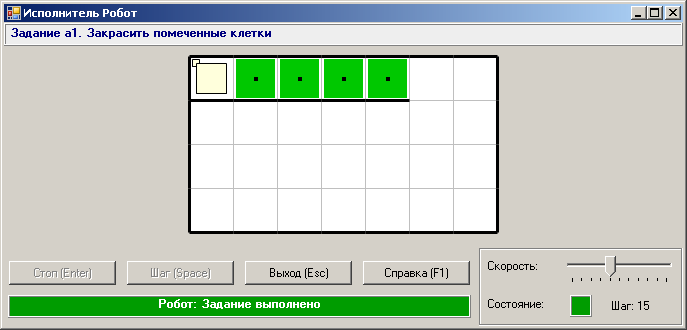 Исполнитель Робот
Задание a1. Закрасить помеченные клетки
Стоп (Enter)
Шаг (Space)
Выход (Esc)
Справка (F1)
Робот: Задание выполнено
Скорость:
Состояние:
Шаг: 15